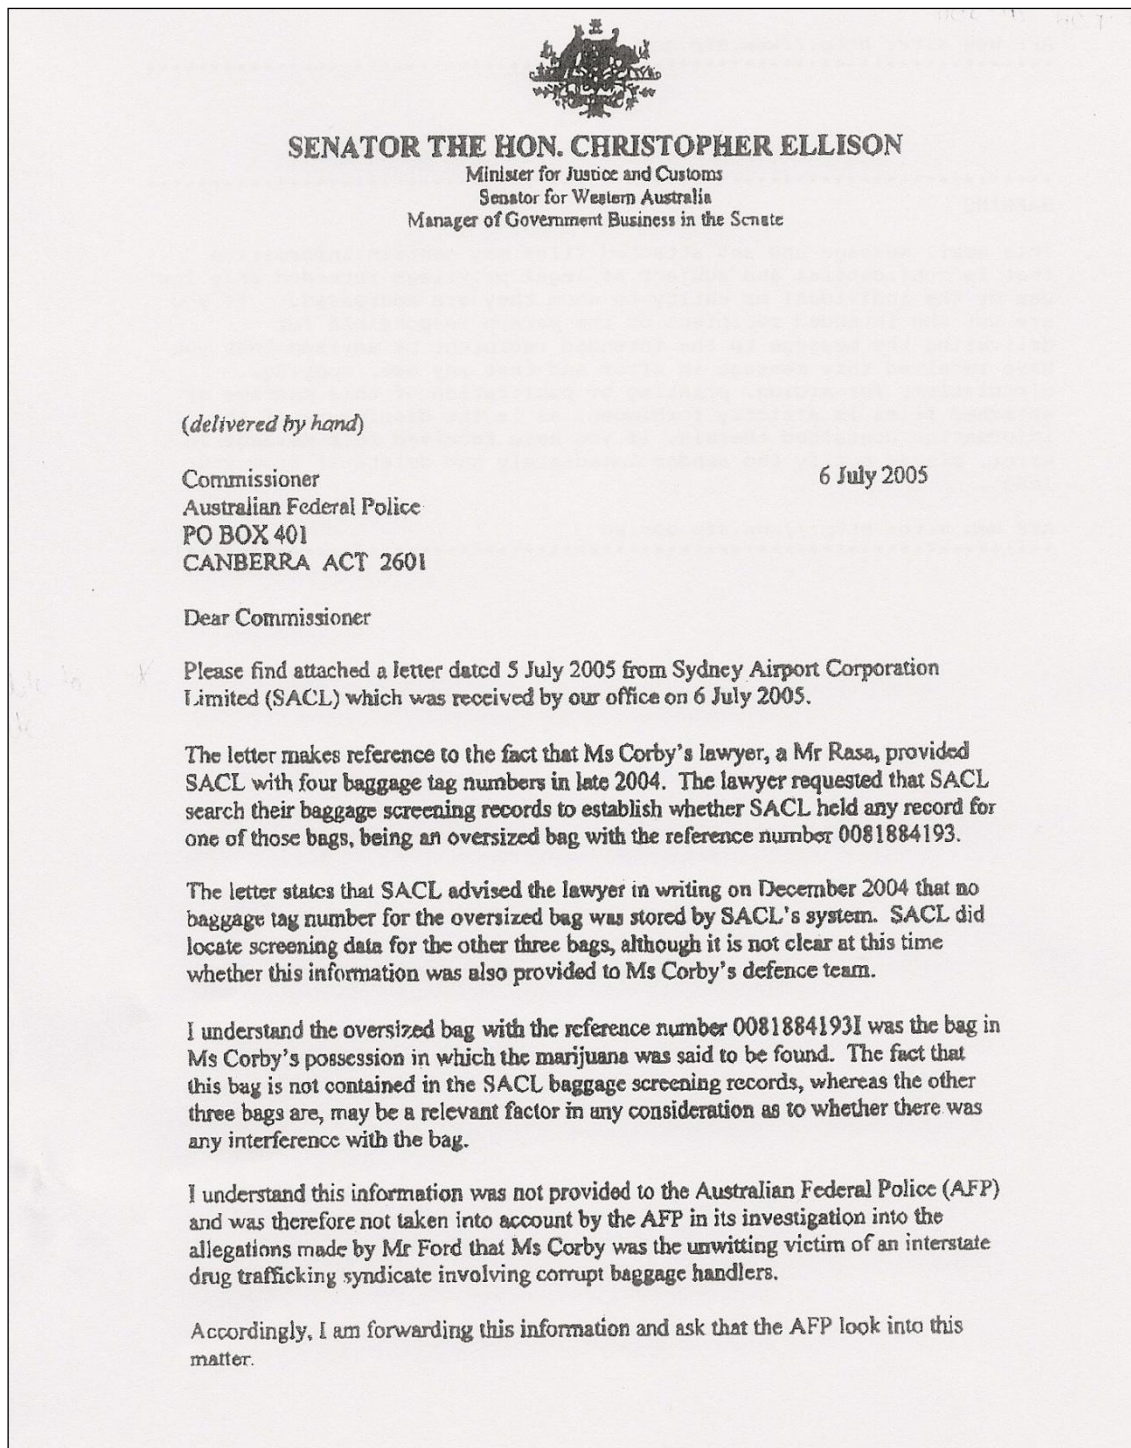 SENATOR THE HON. CHRISTOPHER ELLISON
Minister for Justice and Customs
Senator for Western Australia
Manager of Government Business in the Senate
(delivered by hand)
Commissioner
6 July 2005
Australian Federal Police
PO BOX 401
CANBERRA ACT 2601
Dear Commissioner
Please find attached a letter dated 5 July 2005 from Sydney Airport Corporation
Limited (SACL) which was received by our office on 6 July 2005.
The letter makes reference to the fact that Ms Corby's lawyer, a Mr Rasa, provided
SACL with four baggage tag numbers in late 2004. The lawyer requested that SACL
search their baggage screening records to establish whether SACL held any record for
one of those bags, being an oversized bag with the reference number 0081884193.
The letter states that SACL advised the lawyer in writing on December 2004 that no
baggage tag number for the oversized bag was stored by SACL's system. SACL did
locate screening data for the other three bags, although it is not clear at this time
whether this information was also provided to Ms Corby's defence team.
I understand the oversized bag with the reference number 0081884193I was the bag in
Ms Corby's possession in which the marijuana was said to be found. The fact that
this bag is not contained in the SACL baggage screening records, whereas the other
three bags are, may be a relevant factor in any consideration as to whether there was
any interference with the bag.
I understand this information was not provided to the Australian Federal Police (AFP)
and was therefore not taken into account by the AFP in its investigation into the
allegations made by Mr Ford that Ms Corby was the unwitting victim of an interstate
drug trafficking syndicate involving corrupt baggage handlers.
Accordingly, I am forwarding this information and ask that the AFP look into this
matter.